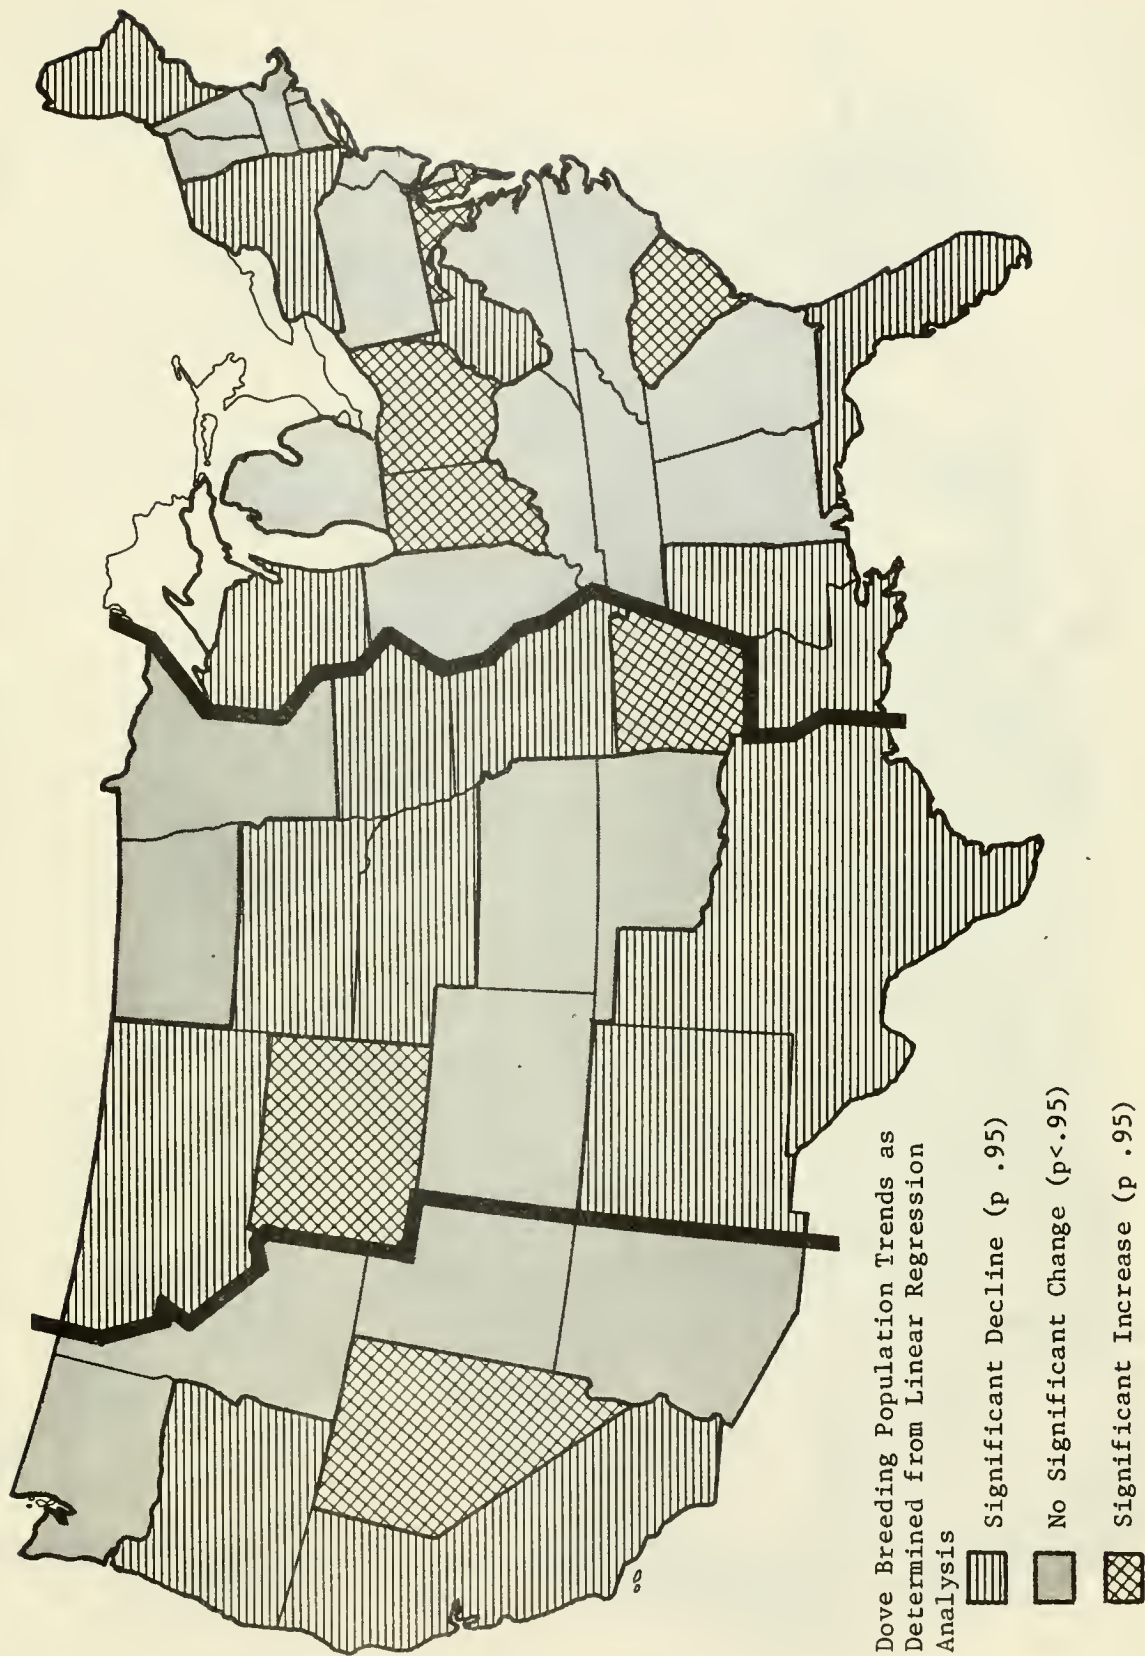 Dove Breeding Population Trends as
Determined from Linear Regression
Analysis
Significant Decline (p .95)
No Significant Change (p<.95)
Significant Increase (p .95)